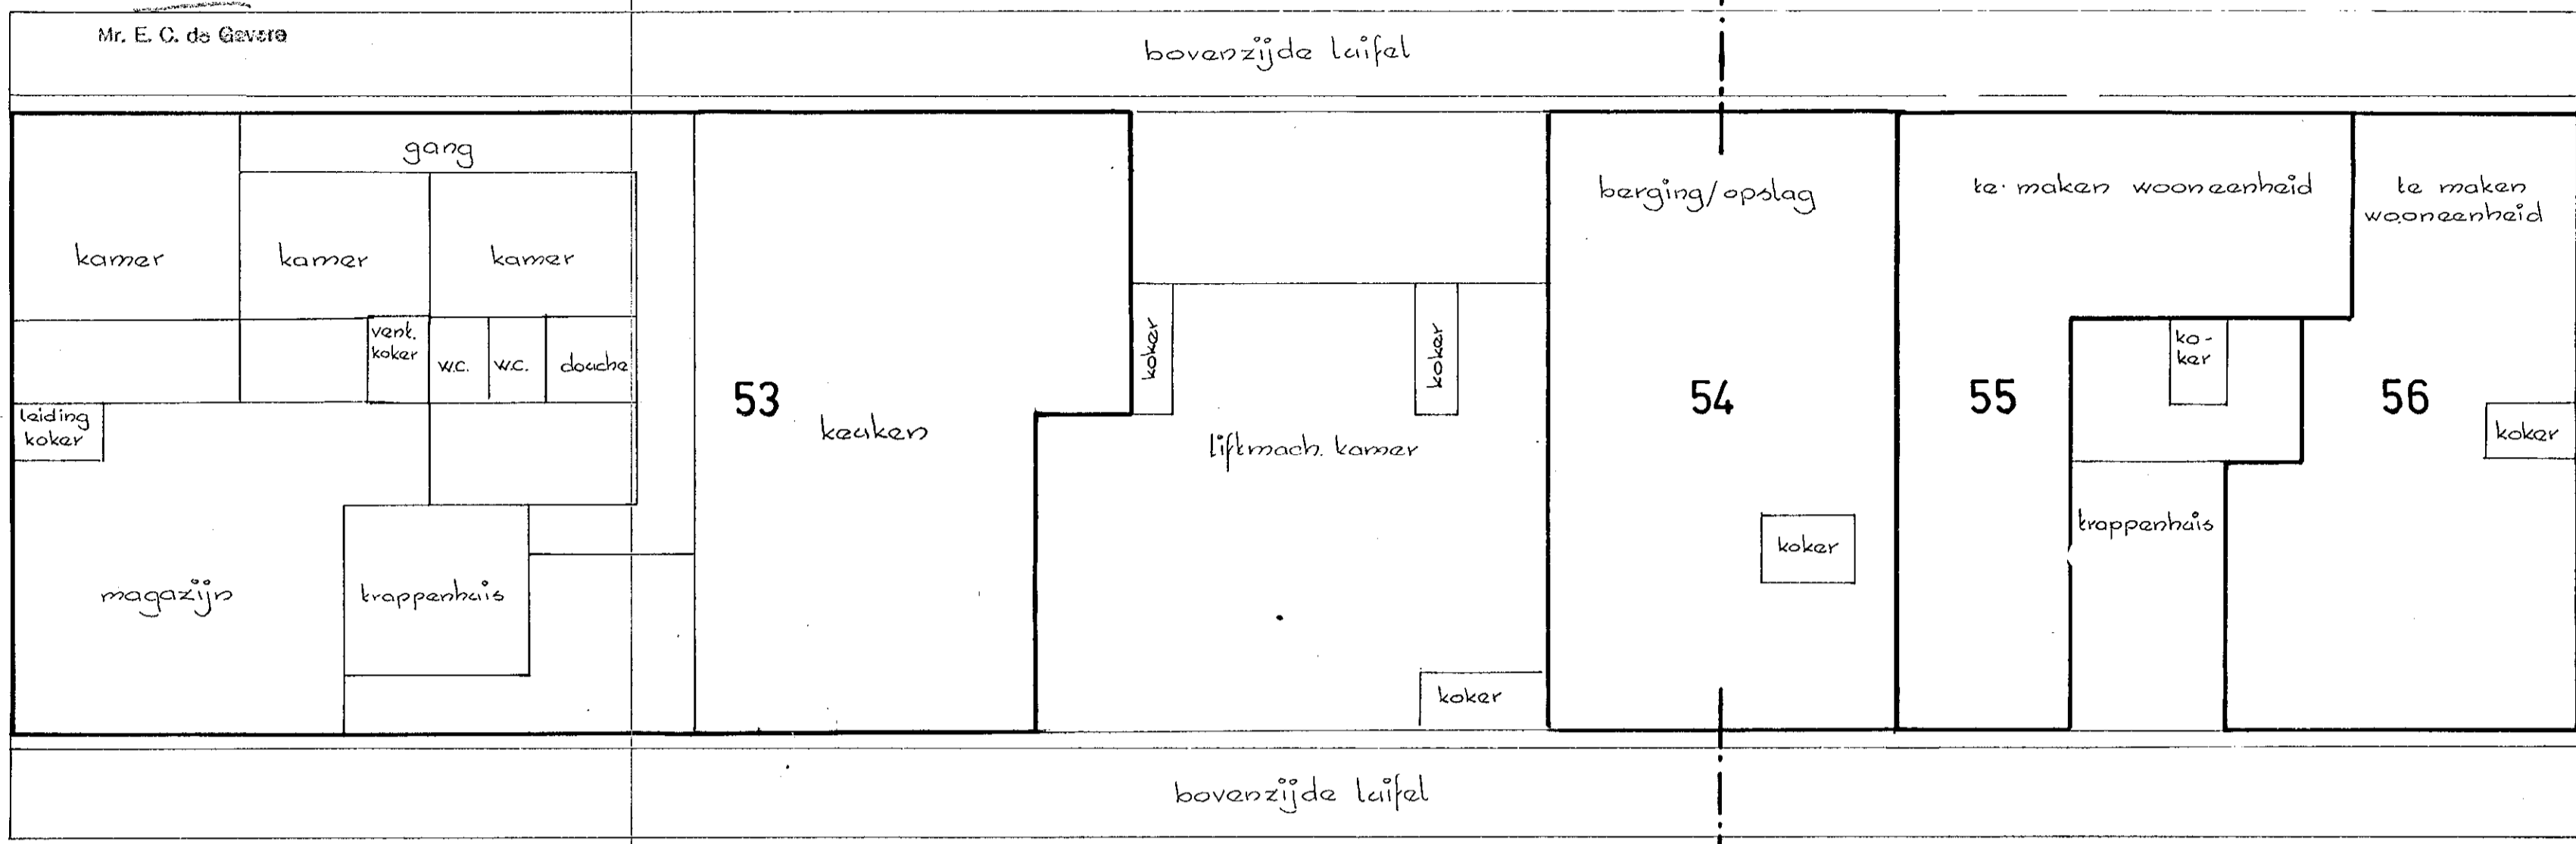 Mr. E. C. de Gavere
bovenzijde luifel
gang
kamer
kamer
kamer
vent.
koker
w.c.
w.c.
douche
leiding
koker
magazijn
trappenhuis
53
keuken
koker
koker
liftmach. kamer
koker
berging/opslag
54
koker
te maken wooneenheid
55
ko-
ker
trappenhuis
te maken
wooneenheid
56
koker
bovenzijde luifel